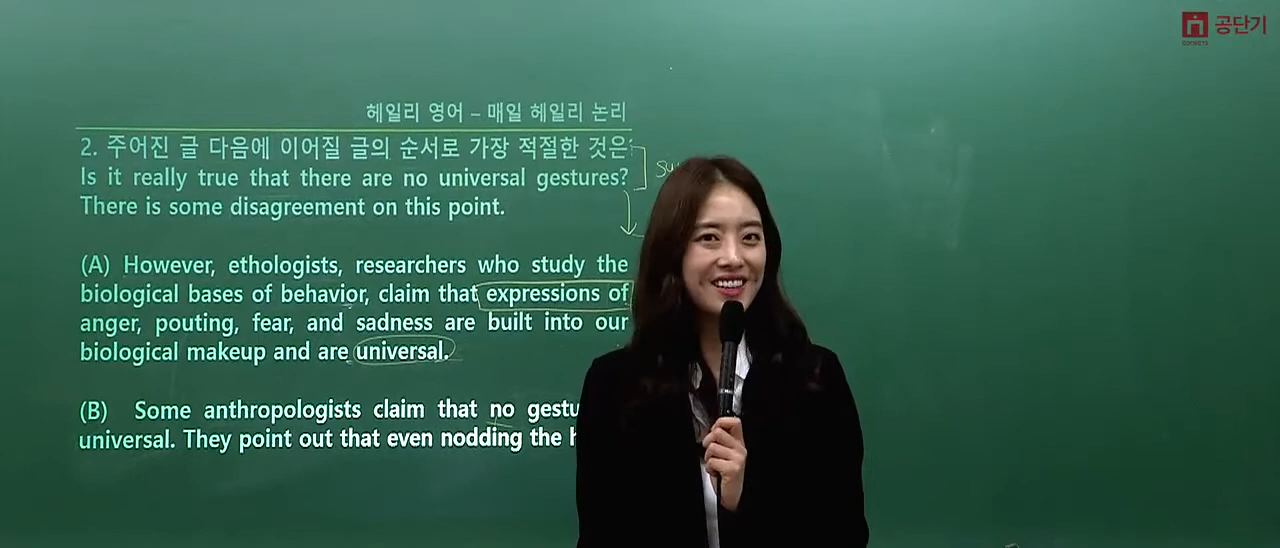 공단기
헤일리 영어 – 매일 헤일리 논리
2. 주어진 글 다음에 이어질 글의 순서로 가장 적절한 것은
Is it really true that there are no universal gestures?
There is some disagreement on this point.
(A) However, ethologists, researchers who study the
biological bases of behavior, claim that expressions of
anger, pouting, fear, and sadness are built into our
biological makeup and are universal.
(B) Some anthropologists claim that no
universal. They point out that even nodding the